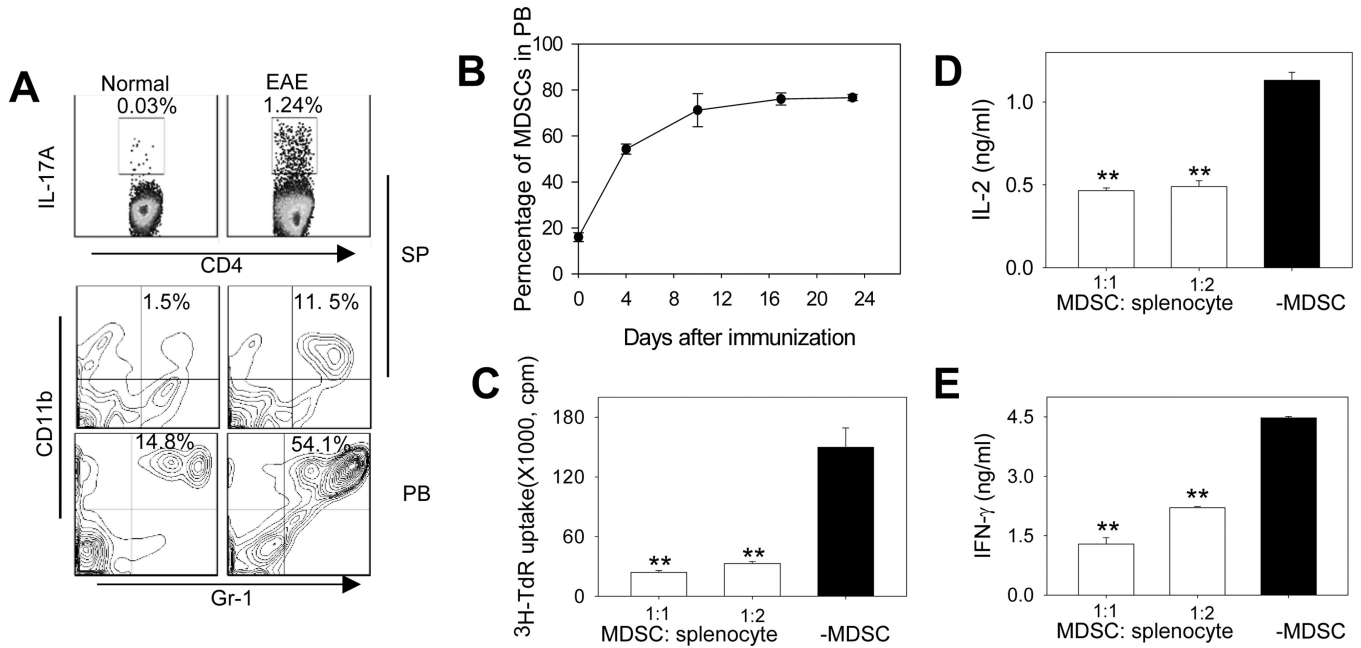 A
Normal
EAE
0.03%
1.24%
IL-17A
CD4
SP
1.5%
11. 5%
CD11b
14.8%
54.1%
PB
Gr-1
B
Perncentage of MDSCs in PB
100
80
60
40
20
0
0 4 8 12 16 20 24
Days after immunization
C
³H-TdR uptake(X1000, cpm)
180
120
60
0
**
**
1:1
1:2
MDSC: splenocyte
-MDSC
D
IL-2 (ng/ml)
1.0
0.5
0.0
**
**
1:1
1:2
MDSC: splenocyte
-MDSC
E
IFN-γ (ng/ml)
4.5
3.0
1.5
0.0
**
**
1:1
1:2
MDSC: splenocyte
-MDSC